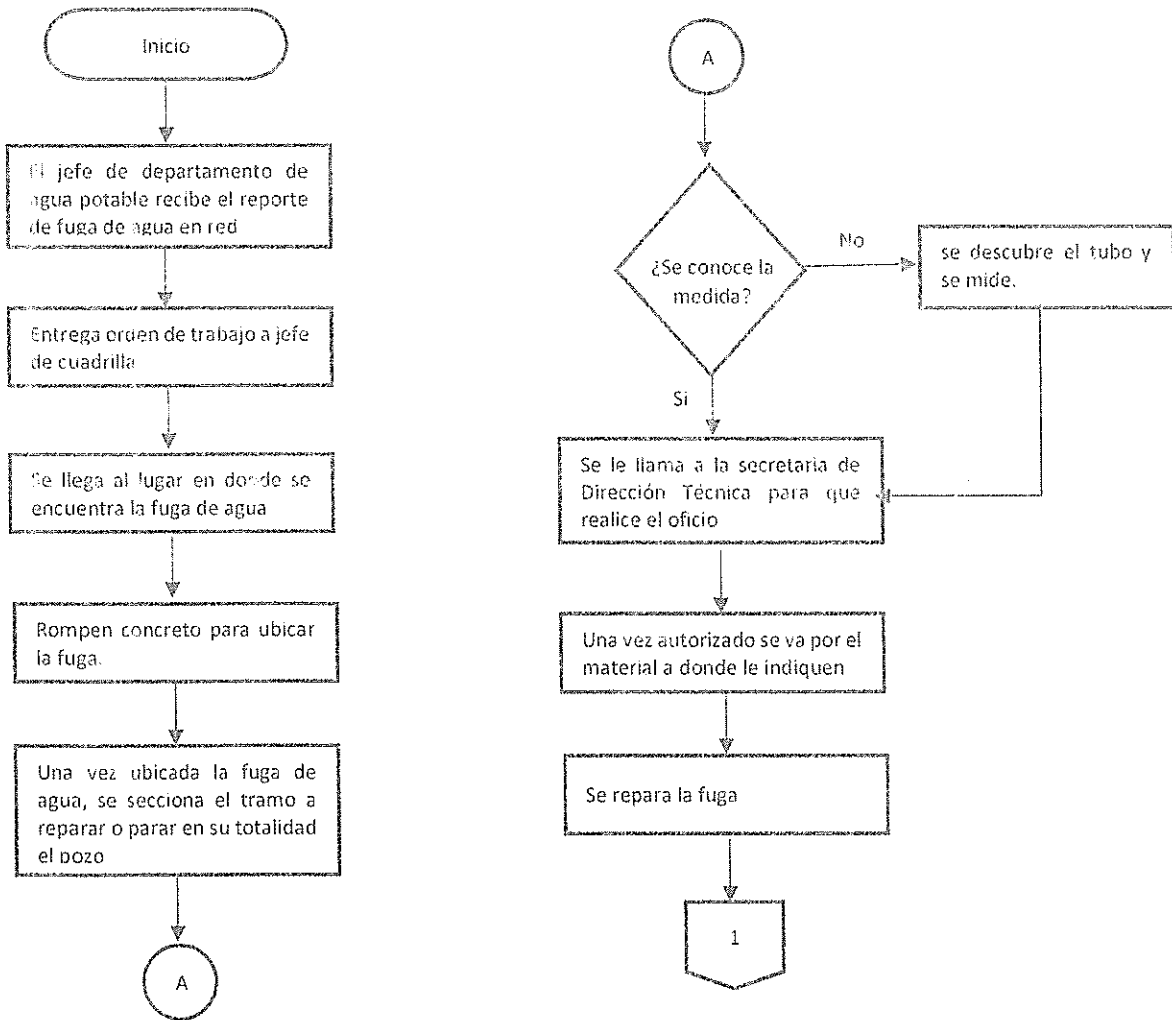 Inicio
El jefe de departamento de
agua potable recibe el reporte
de fuga de agua en red
Entrega orden de trabajo a jefe
de cuadrilla
Se llega al lugar en donde se
encuentra la fuga de agua
Rompen concreto para ubicar
la fuga.
Una vez ubicada la fuga de
agua, se secciona el tramo a
reparar o parar en su totalidad
el pozo
A
A
¿Se conoce la
medida?
No
se descubre el tubo y
se mide.
Si
Se le llama a la secretaria de
Dirección Técnica para que
realice el oficio
Una vez autorizado se va por el
material a donde le indiquen
Se repara la fuga
1